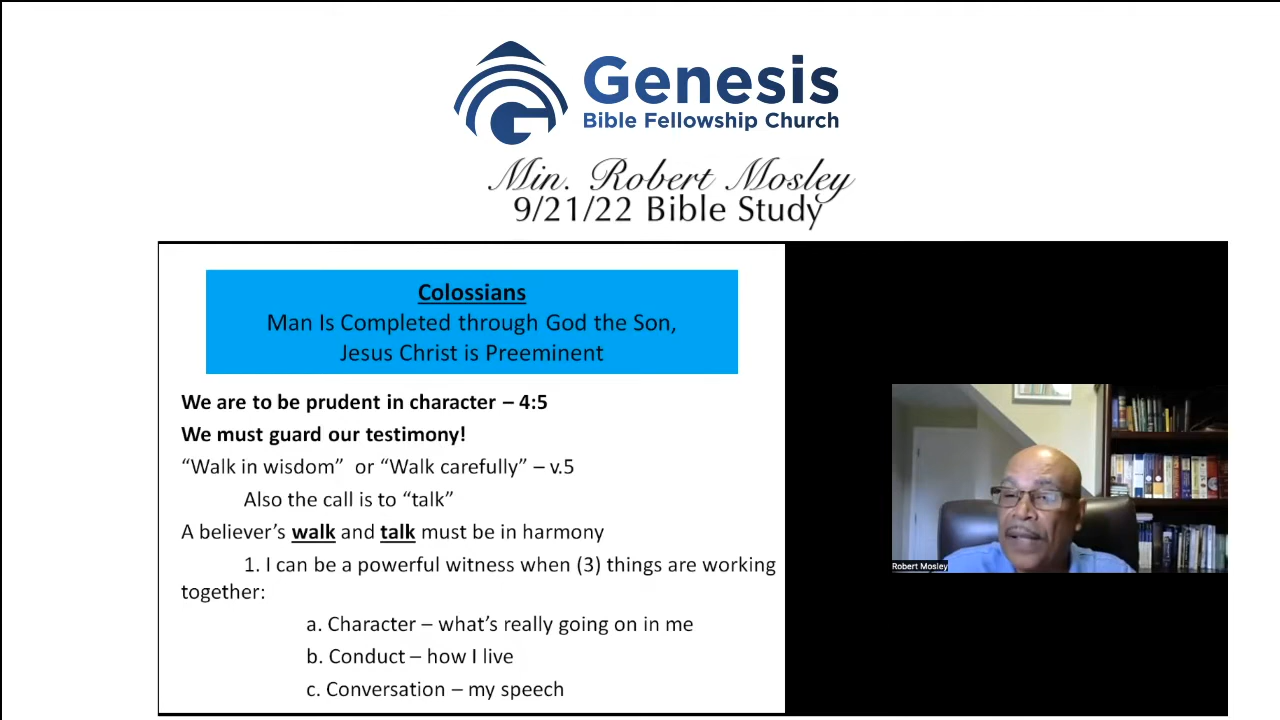 Genesis
Bible Fellowship Church
Min. Robert Mosley
9/21/22 Bible Study
Colossians
Man Is Completed through God the Son,
Jesus Christ is Preeminent
We are to be prudent in character – 4:5
We must guard our testimony!
“Walk in wisdom” or “Walk carefully” – v.5
Also the call is to “talk”
A believer’s walk and talk must be in harmony
1. I can be a powerful witness when (3) things are working
together:
a. Character – what’s really going on in me
b. Conduct – how I live
c. Conversation – my speech
Robert Mosley